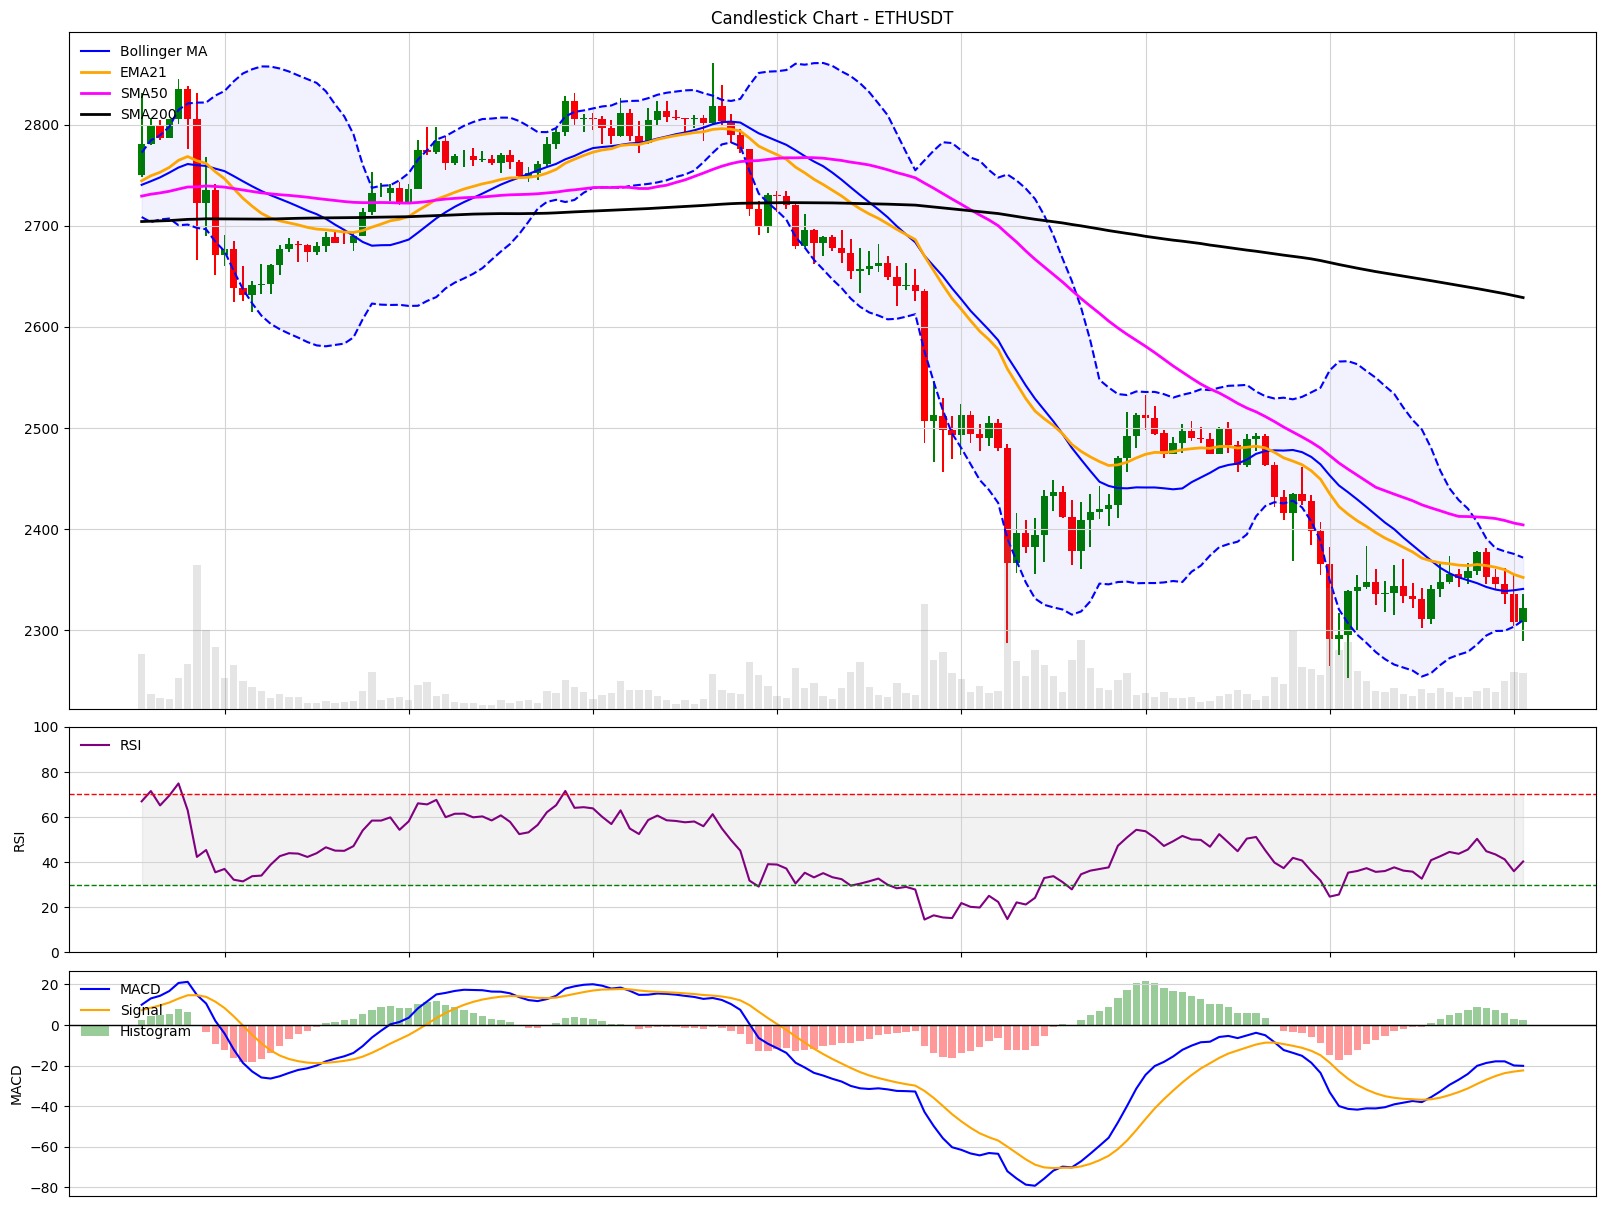 Candlestick Chart - ETHUSDT
Bollinger MA
EMA21
SMA50
SMA200
2800
2700
2600
2500
2400
2300
RSI
100
80
60
40
20
0
RSI
MACD
Signal
Histogram
20
0
−20
−40
−60
−80
MACD